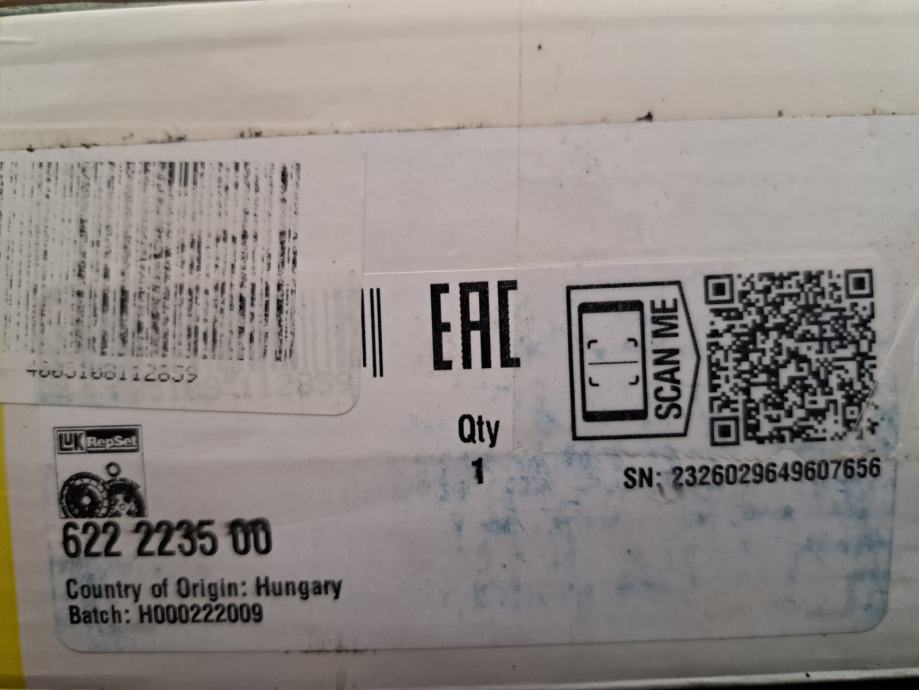 EAC
SCAN ME
Qty
1
SN: 2326029649607656
LUK RepSet
622 2235 00
Country of Origin: Hungary
Batch: H000222009